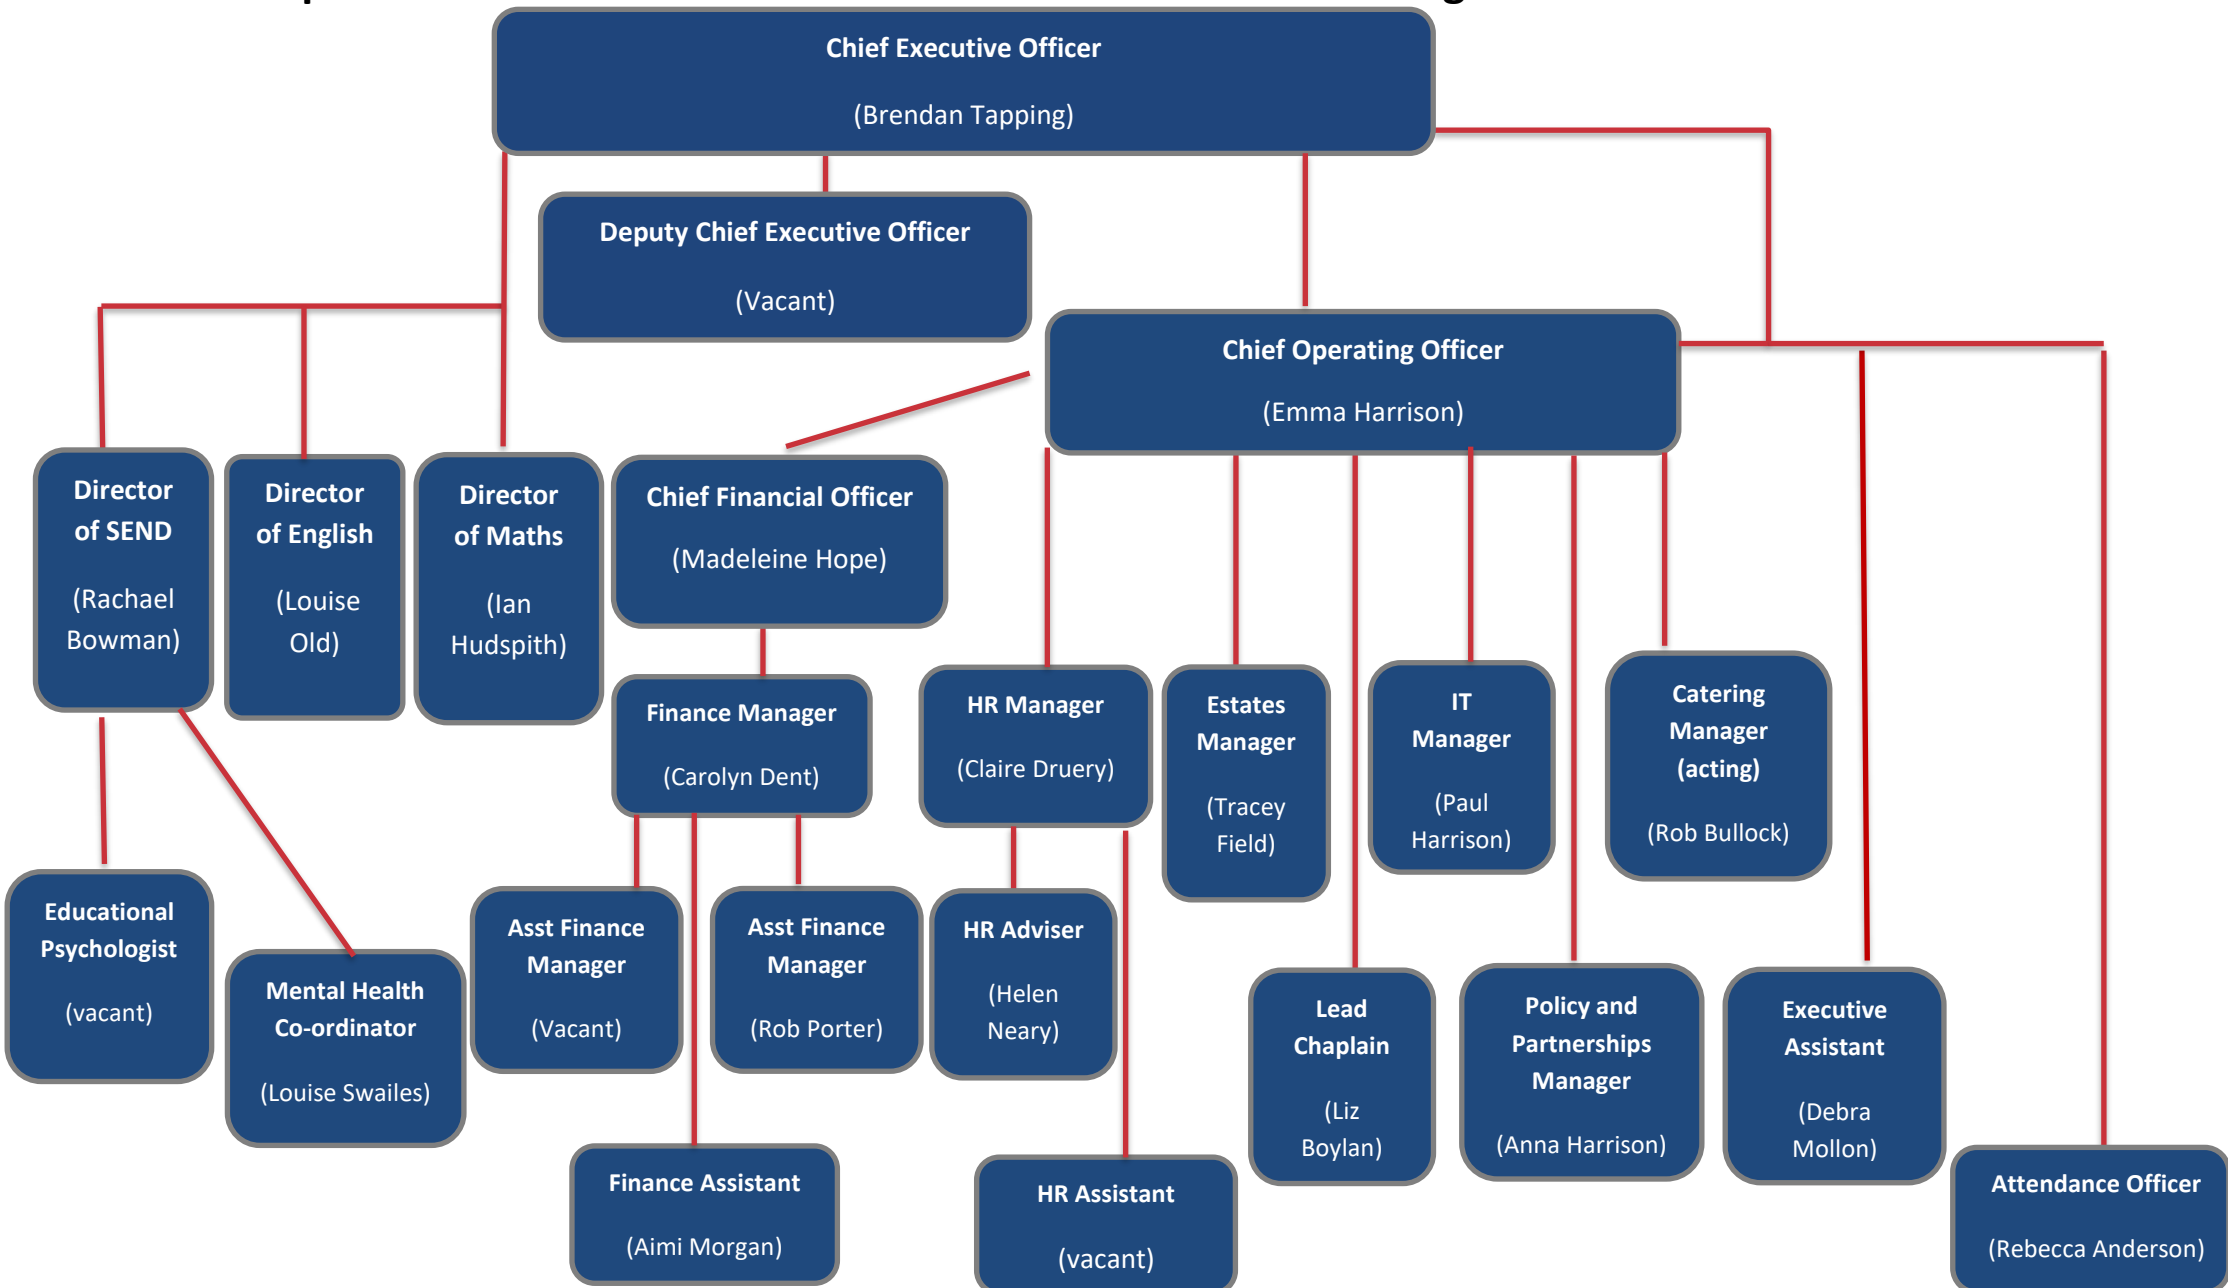 Chief Executive Officer
(Brendan Tapping)
Deputy Chief Executive Officer
(Vacant)
Chief Operating Officer
(Emma Harrison)
Director
of SEND
(Rachael
Bowman)
Director
of English
(Louise
Old)
Director
of Maths
(Ian
Hudspith)
Chief Financial Officer
(Madeleine Hope)
Finance Manager
(Carolyn Dent)
HR Manager
(Claire Druery)
Estates
Manager
(Tracey
Field)
IT
Manager
(Paul
Harrison)
Catering
Manager
(acting)
(Rob Bullock)
Educational
Psychologist
(vacant)
Mental Health
Co-ordinator
(Louise Swailes)
Asst Finance
Manager
(Vacant)
Asst Finance
Manager
(Rob Porter)
HR Adviser
(Helen
Neary)
Lead
Chaplain
(Liz
Boylan)
Policy and
Partnerships
Manager
(Anna Harrison)
Executive
Assistant
(Debra
Mollon)
Finance Assistant
(Aimi Morgan)
HR Assistant
(vacant)
Attendance Officer
(Rebecca Anderson)